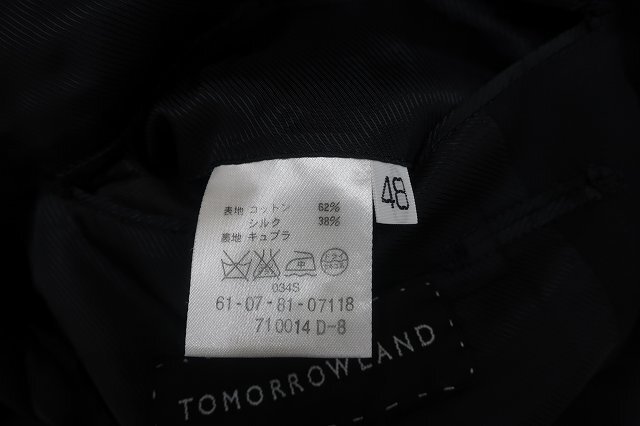 表地 コットン 62%
シルク 38%
裏地 キュプラ
中
034S
61-07-81-07118
710014 D-8
48
TOMORROWLAND